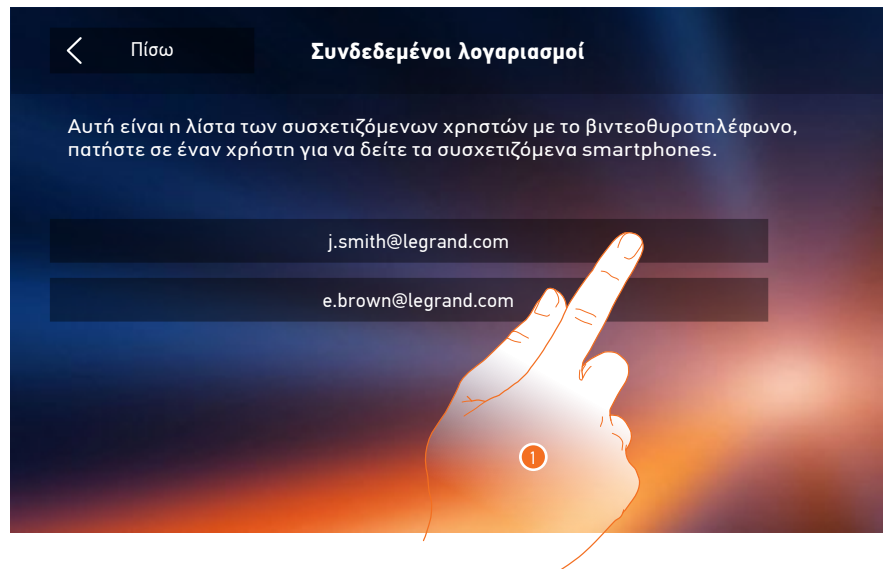 Πίσω
Συνδεδεμένοι λογαριασμοί
Αυτή είναι η λίστα των συσχετιζόμενων χρηστών με το βιντεοθυροτηλέφωνο,
πατήστε σε έναν χρήστη για να δείτε τα συσχετιζόμενα smartphones.
j.smith@legrand.com
e.brown@legrand.com
1